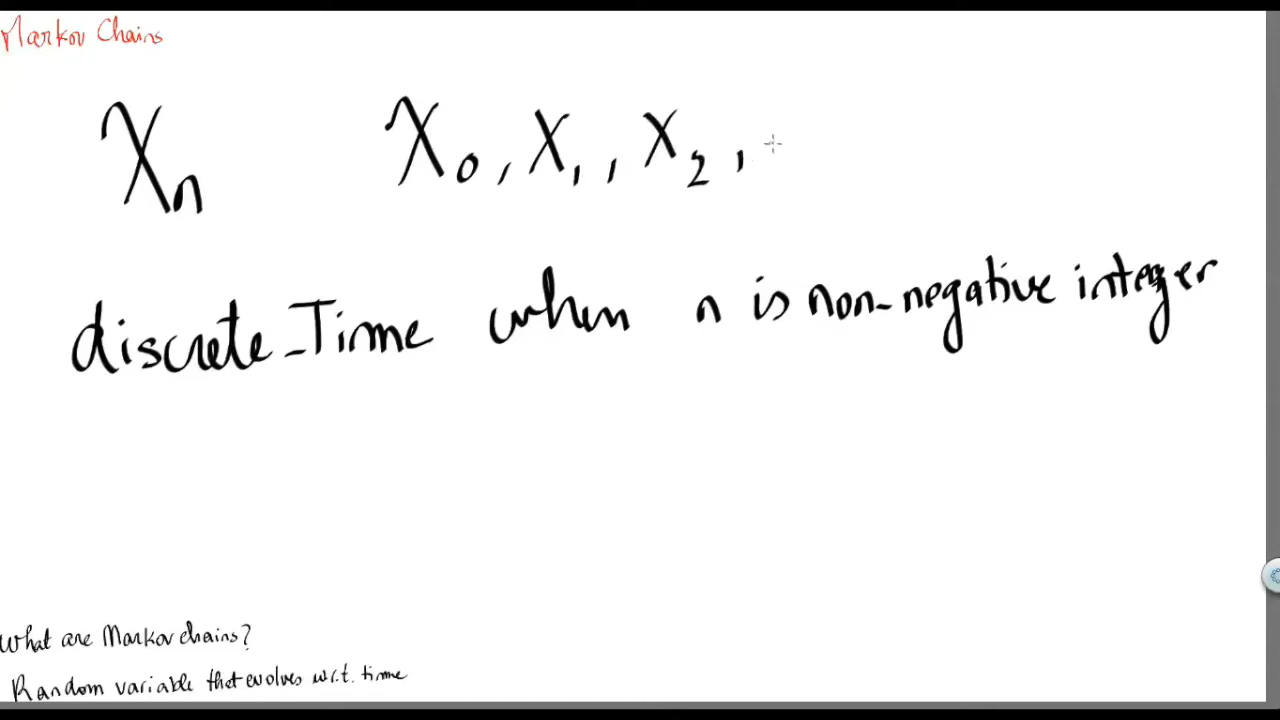 Markov Chains
Xn X0, X1, X2,
discrete-Time when n is non-negative integer
What are Markov chains?
Random variable that evolves w.r.t. time